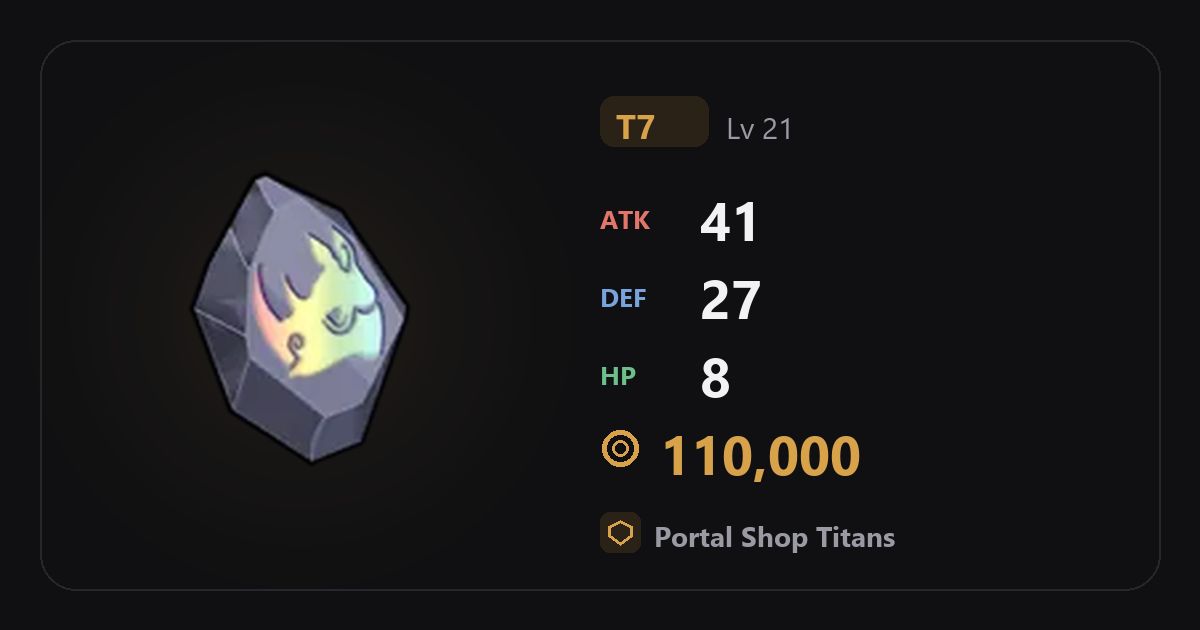 T7 Lv 21
ATK 41
DEF 27
HP 8
110,000
Portal Shop Titans